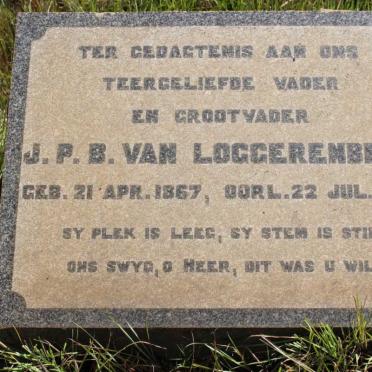 TER GEDAGTENIS AAN ONS
TEERGELIEFDE VADER
EN GROOTVADER
J. P. B. VAN LOGGERENBE
GEB. 21 APR. 1867, OORL. 22 JUL.
SY PLEK IS LEEG, SY STEM IS STI
ONS SWYG, O HEER, DIT WAS U WIL